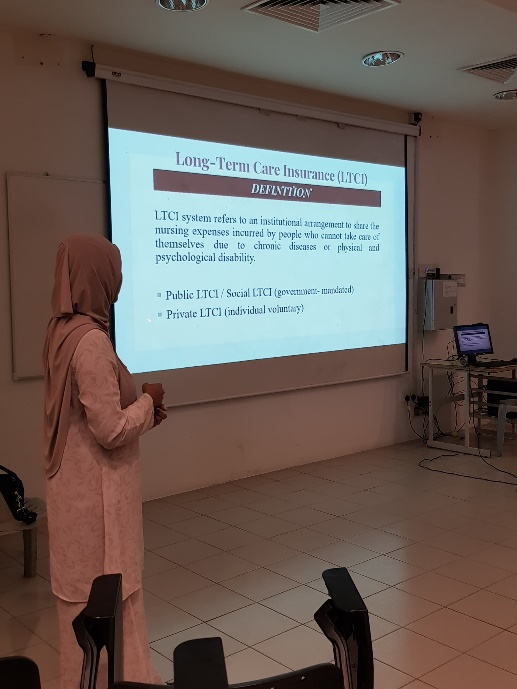 Long-Term Care Insurance (LTCI)
DEFINITION
LTCI system refers to an institutional arrangement to share the
nursing expenses incurred by people who cannot take care of
themselves due to chronic diseases or physical and
psychological disability.
▪ Public LTCI / Social LTCI (government- mandated)
▪ Private LTCI (individual voluntary)